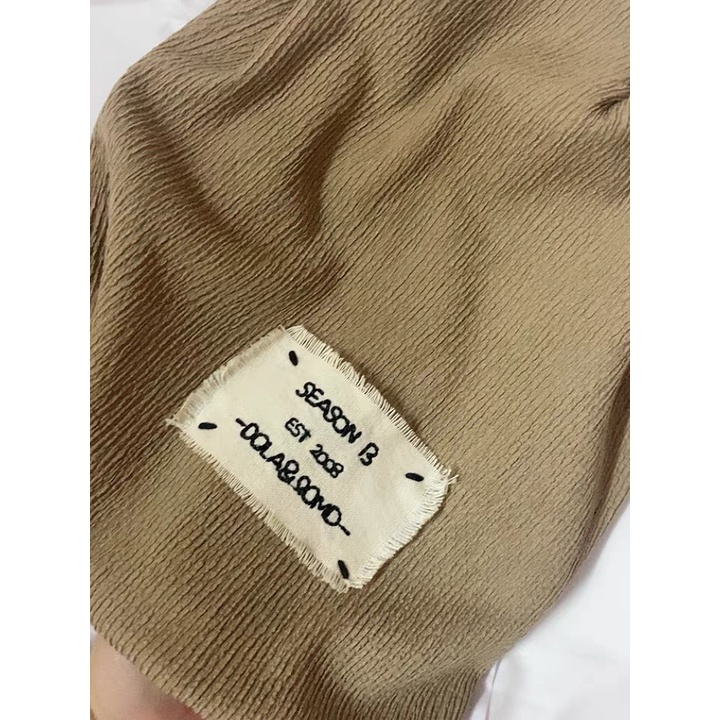 SEASON 13
EST 2008
-DOLA&SOMO-